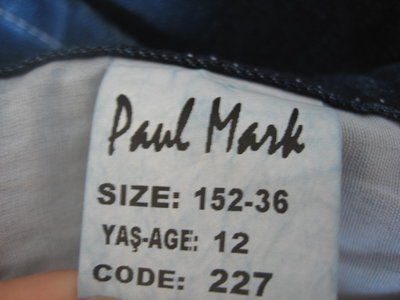 Paul Mark
SIZE: 152-36
YAŞ-AGE: 12
CODE: 227